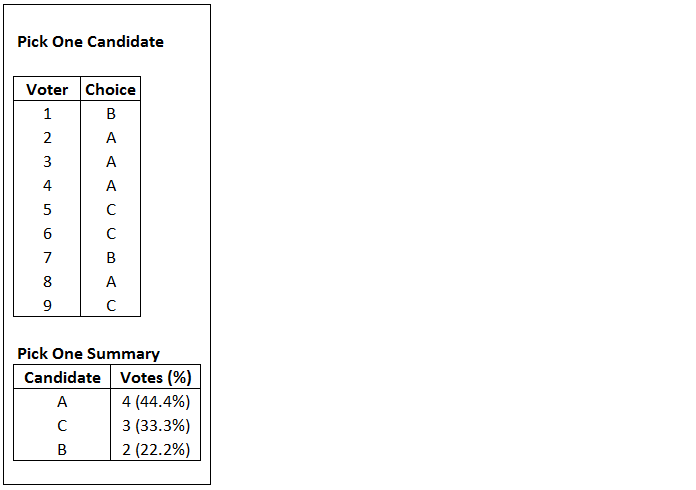 Pick One Candidate
Voter Choice
1 B
2 A
3 A
4 A
5 C
6 C
7 B
8 A
9 C
Pick One Summary
Candidate Votes (%)
A 4 (44.4%)
C 3 (33.3%)
B 2 (22.2%)